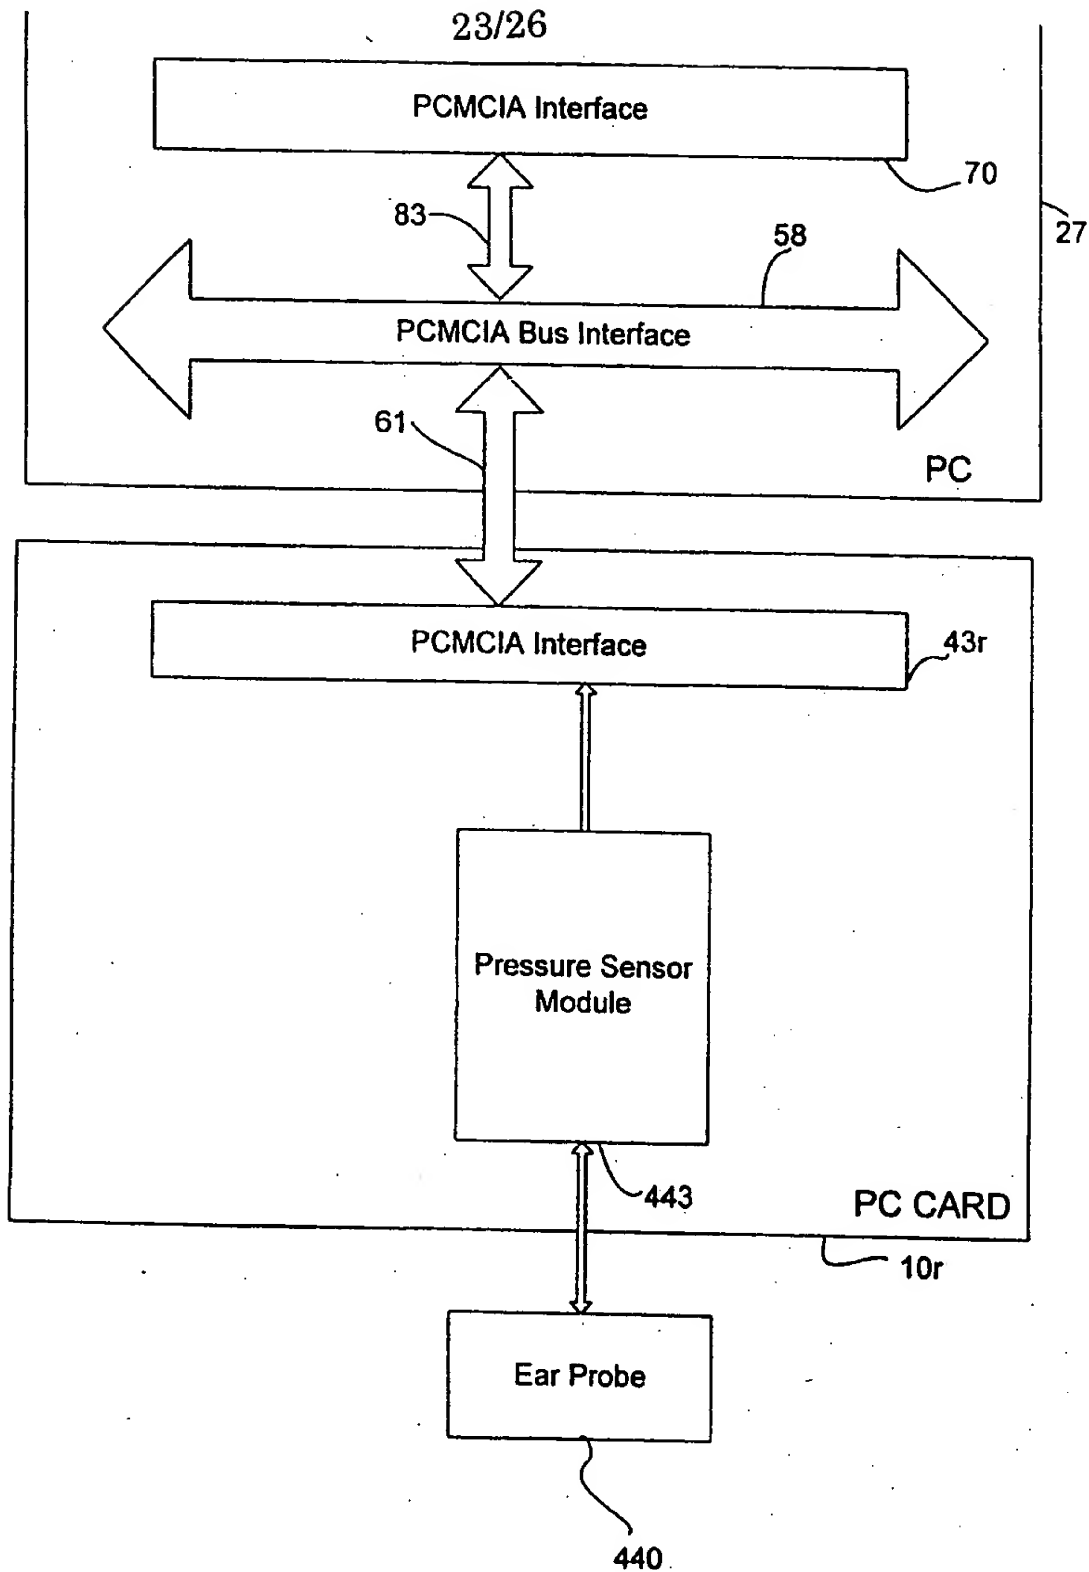 23/26
PCMCIA Interface
70
83
27
58
PCMCIA Bus Interface
61
PC
PCMCIA Interface
43r
Pressure Sensor
Module
443
PC CARD
10r
Ear Probe
440